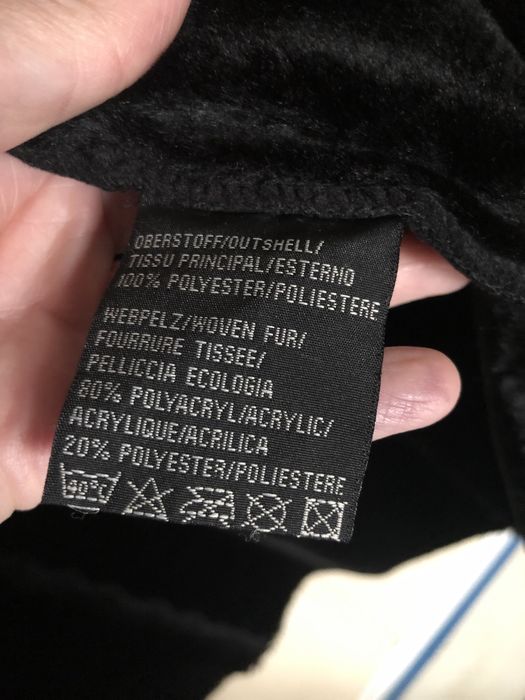 OBERSTOFF/OUTSHELL/
TISSU PRINCIPAL/ESTERNO
100% POLYESTER/POLIESTERE
WEBPELZ/WOVEN FUR/
FOURRURE TISSEE/
PELLICCIA ECOLOGIA
80% POLYACRYL/ACRYLIC/
ACRYLIQUE/ACRILICA
20% POLYESTER/POLIESTERE
30°C